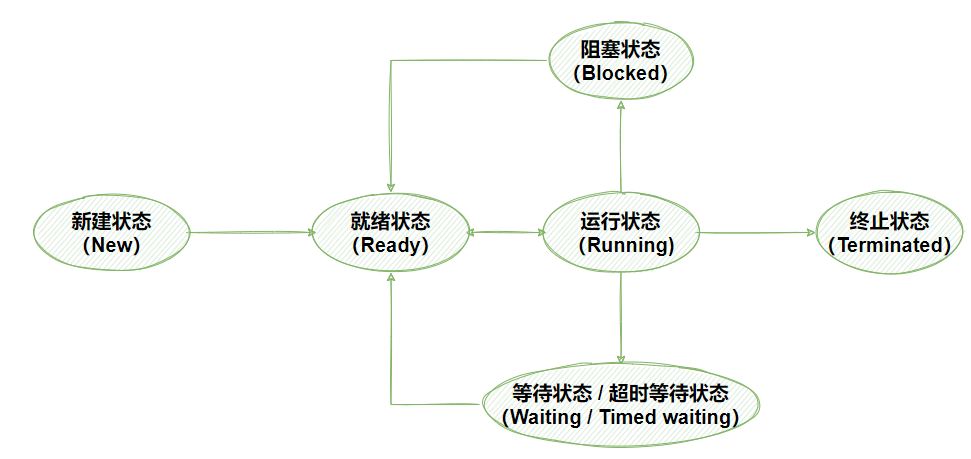 阻塞状态
（Blocked）
新建状态
（New）
就绪状态
（Ready）
运行状态
（Running)
终止状态
（Terminated）
等待状态 / 超时等待状态
（Waiting / Timed waiting）